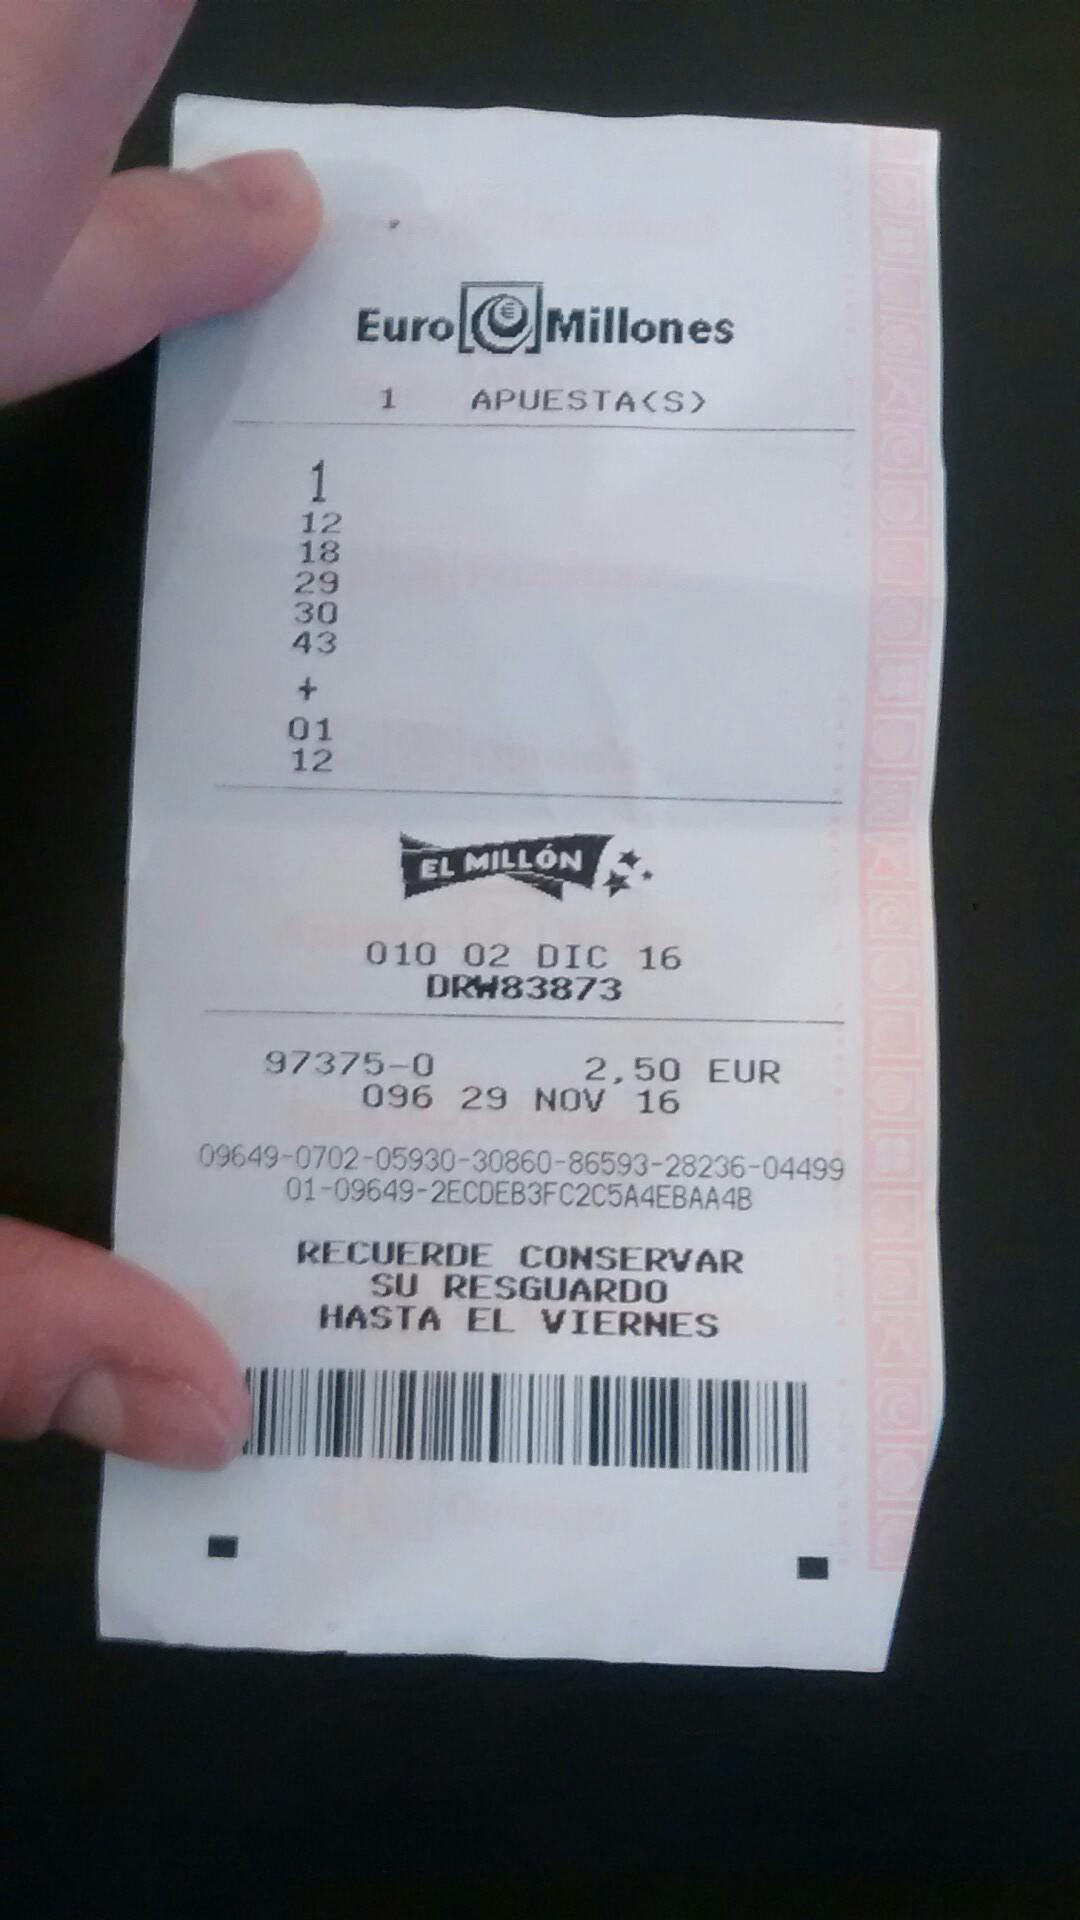 Euro Millones
1 APUESTA(S)
1
12
18
29
30
43
+
01
12
EL MILLÓN
010 02 DIC 16
DRW83873
97375-0 2,50 EUR
096 29 NOV 16
09649-0702-05930-30860-86593-28236-04499
01-09649-2ECDEB3FC2C5A4EBAA4B
RECUERDE CONSERVAR
SU RESGUARDO
HASTA EL VIERNES